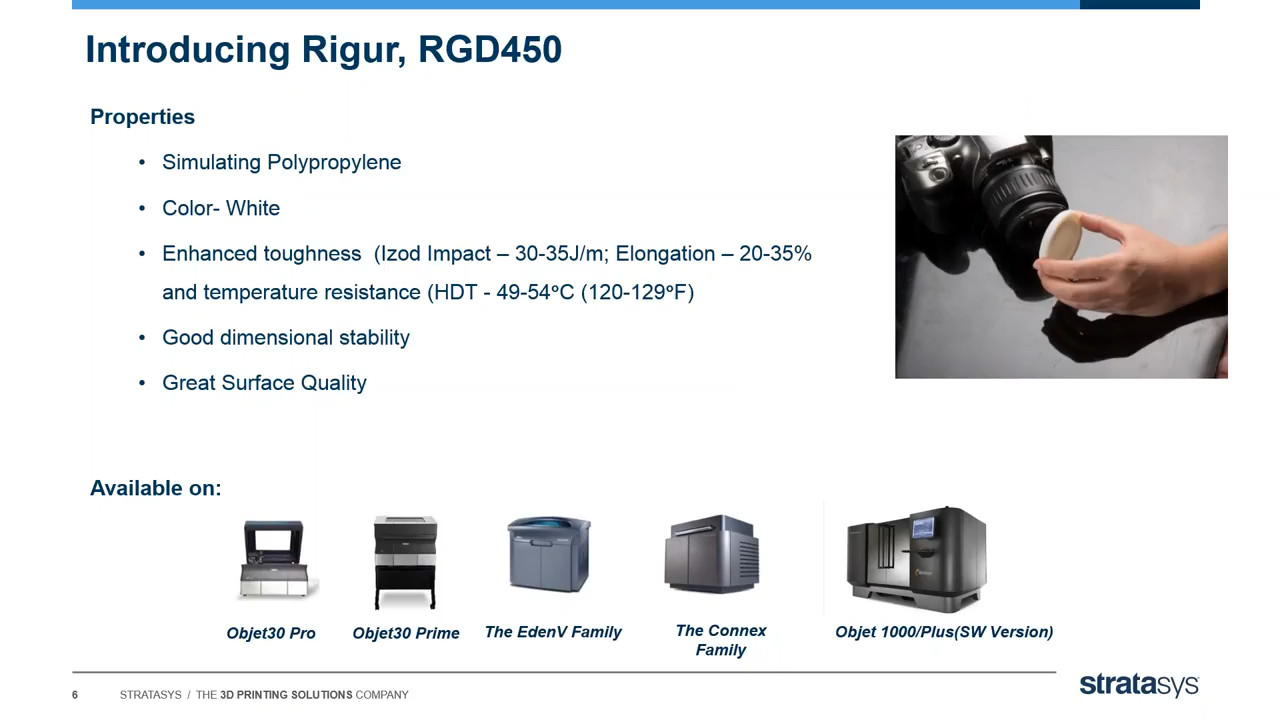 Introducing Rigur, RGD450
Properties
• Simulating Polypropylene
• Color- White
• Enhanced toughness  (Izod Impact – 30-35J/m; Elongation – 20-35%
and temperature resistance (HDT - 49-54°C (120-129°F)
• Good dimensional stability
• Great Surface Quality
Available on:
Objet30 Pro
Objet30 Prime
The EdenV Family
The Connex
Family
Objet 1000/Plus(SW Version)
6
STRATASYS / THE 3D PRINTING SOLUTIONS COMPANY
stratasys